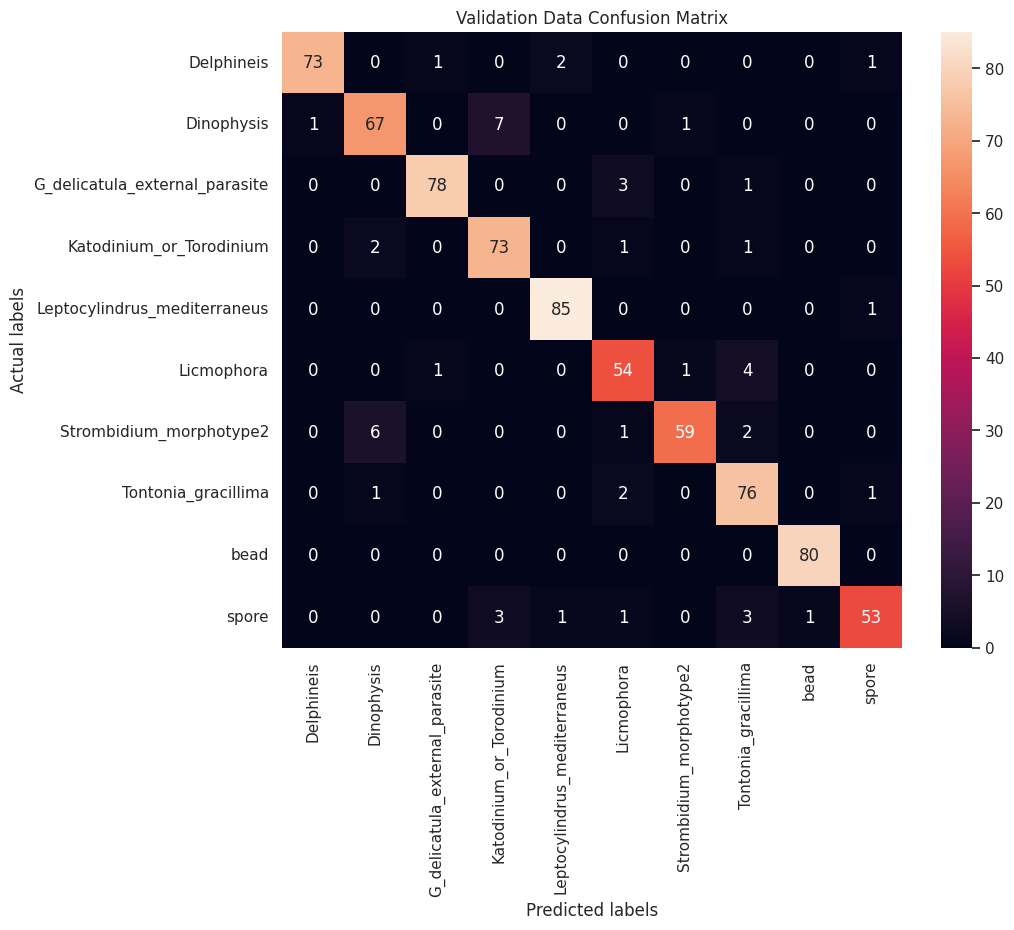 Validation Data Confusion Matrix
Delphineis 73 0 1 0 2 0 0 0 0 1
Dinophysis 1 67 0 7 0 0 1 0 0 0
G_delicatula_external_parasite 0 0 78 0 0 3 0 1 0 0
Katodinium_or_Torodinium 0 2 0 73 0 1 0 1 0 0
Leptocylindrus_mediterraneus 0 0 0 0 85 0 0 0 0 1
Licmophora 0 0 1 0 0 54 1 4 0 0
Strombidium_morphotype2 0 6 0 0 0 1 59 2 0 0
Tontonia_gracillima 0 1 0 0 0 2 0 76 0 1
bead 0 0 0 0 0 0 0 0 80 0
spore 0 0 0 3 1 1 0 3 1 53
Actual labels
Delphineis
Dinophysis
G_delicatula_external_parasite
Katodinium_or_Torodinium
Leptocylindrus_mediterraneus
Licmophora
Strombidium_morphotype2
Tontonia_gracillima
bead
spore
Predicted labels
80
70
60
50
40
30
20
10
0